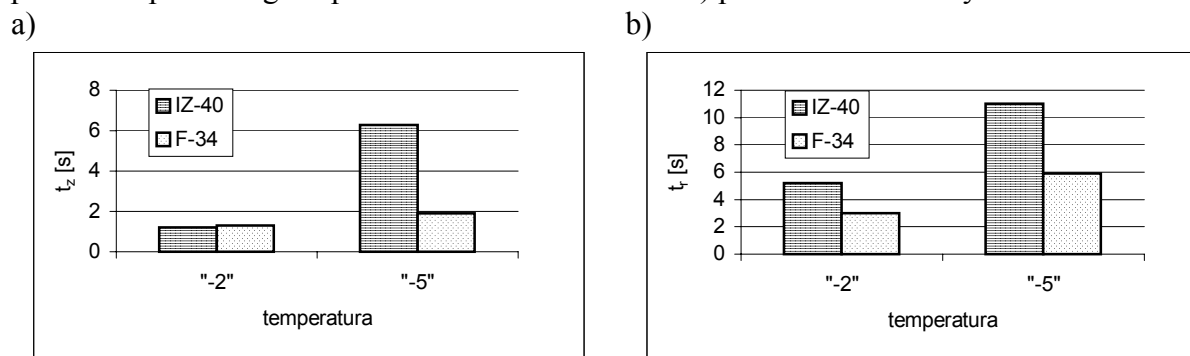 a)
b)
8
6
4
2
0
t_z [s]
IZ-40
F-34
"-2"
"-5"
temperatura
12
10
8
6
4
2
0
t_r [s]
IZ-40
F-34
"-2"
"-5"
temperatura